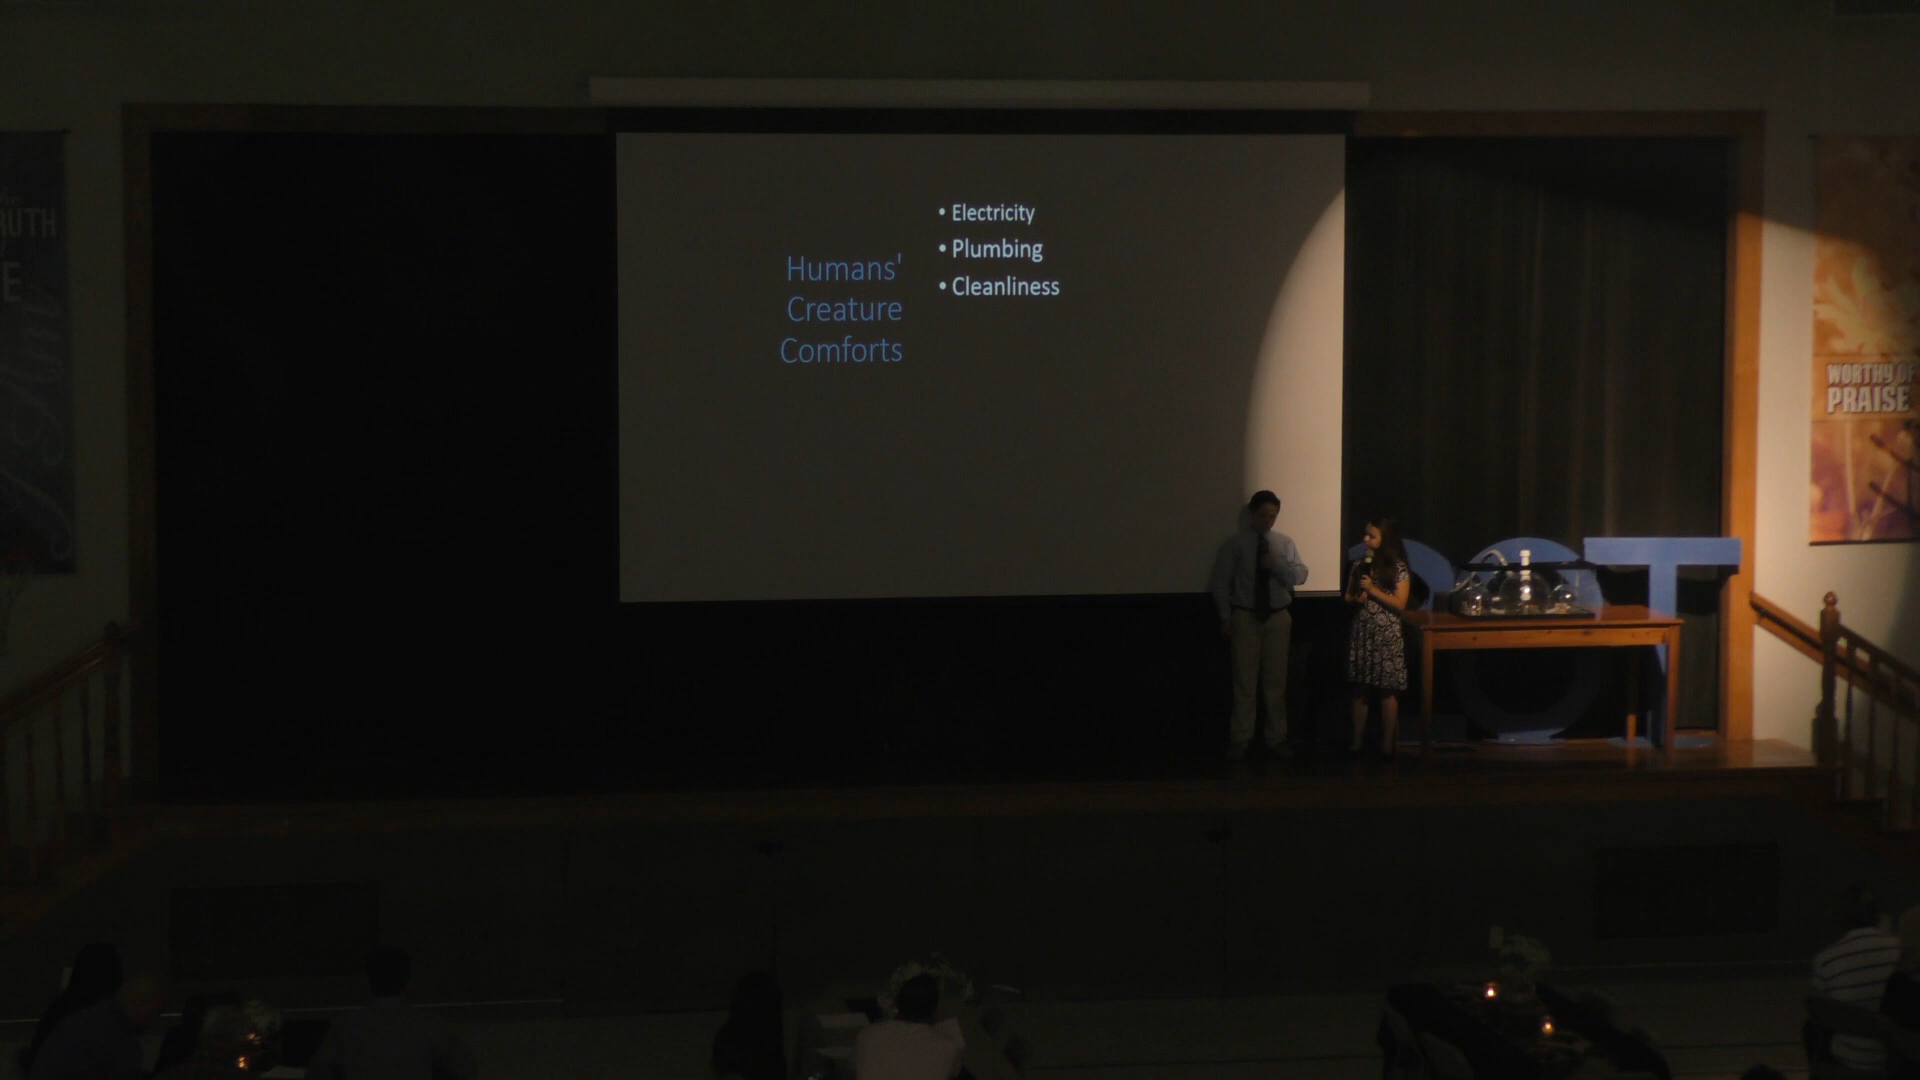 Humans'
Creature
Comforts
• Electricity
• Plumbing
• Cleanliness
WORTHY OF
PRAISE